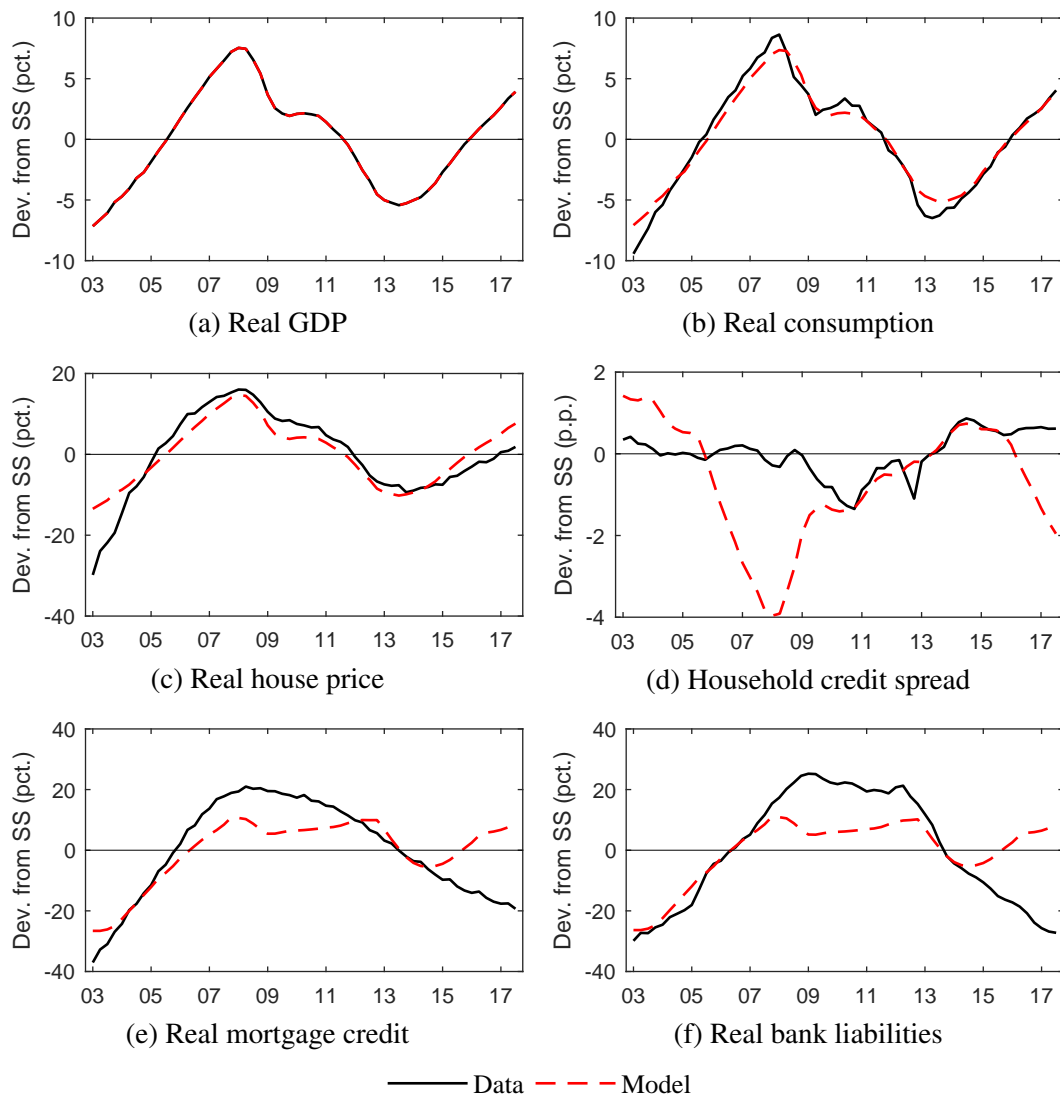 10
5
0
-5
-10
Dev. from SS (pct.)
03 05 07 09 11 13 15 17
(a) Real GDP
10
5
0
-5
-10
Dev. from SS (pct.)
03 05 07 09 11 13 15 17
(b) Real consumption
20
0
-20
-40
Dev. from SS (pct.)
03 05 07 09 11 13 15 17
(c) Real house price
2
0
-2
-4
Dev. from SS (p.p.)
03 05 07 09 11 13 15 17
(d) Household credit spread
40
20
0
-20
-40
Dev. from SS (pct.)
03 05 07 09 11 13 15 17
(e) Real mortgage credit
40
20
0
-20
-40
Dev. from SS (pct.)
03 05 07 09 11 13 15 17
(f) Real bank liabilities
Data Model